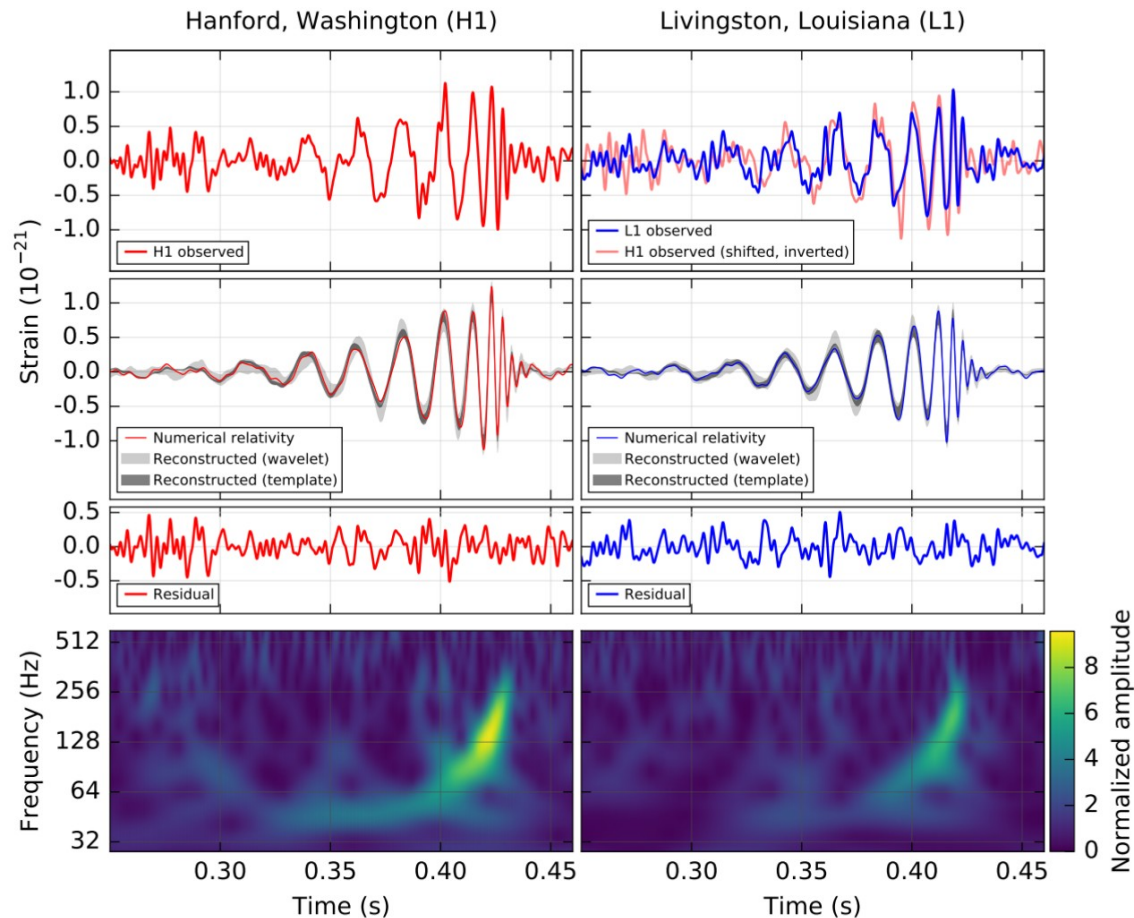 Hanford, Washington (H1)
Livingston, Louisiana (L1)
Strain (10⁻²¹)
1.0
0.5
0.0
-0.5
-1.0
H1 observed
L1 observed
H1 observed (shifted, inverted)
1.0
0.5
0.0
-0.5
-1.0
Numerical relativity
Reconstructed (wavelet)
Reconstructed (template)
Numerical relativity
Reconstructed (wavelet)
Reconstructed (template)
0.5
0.0
-0.5
Residual
Residual
Frequency (Hz)
512
256
128
64
32
Normalized amplitude
8
6
4
2
0
0.30 0.35 0.40 0.45
0.30 0.35 0.40 0.45
Time (s)
Time (s)